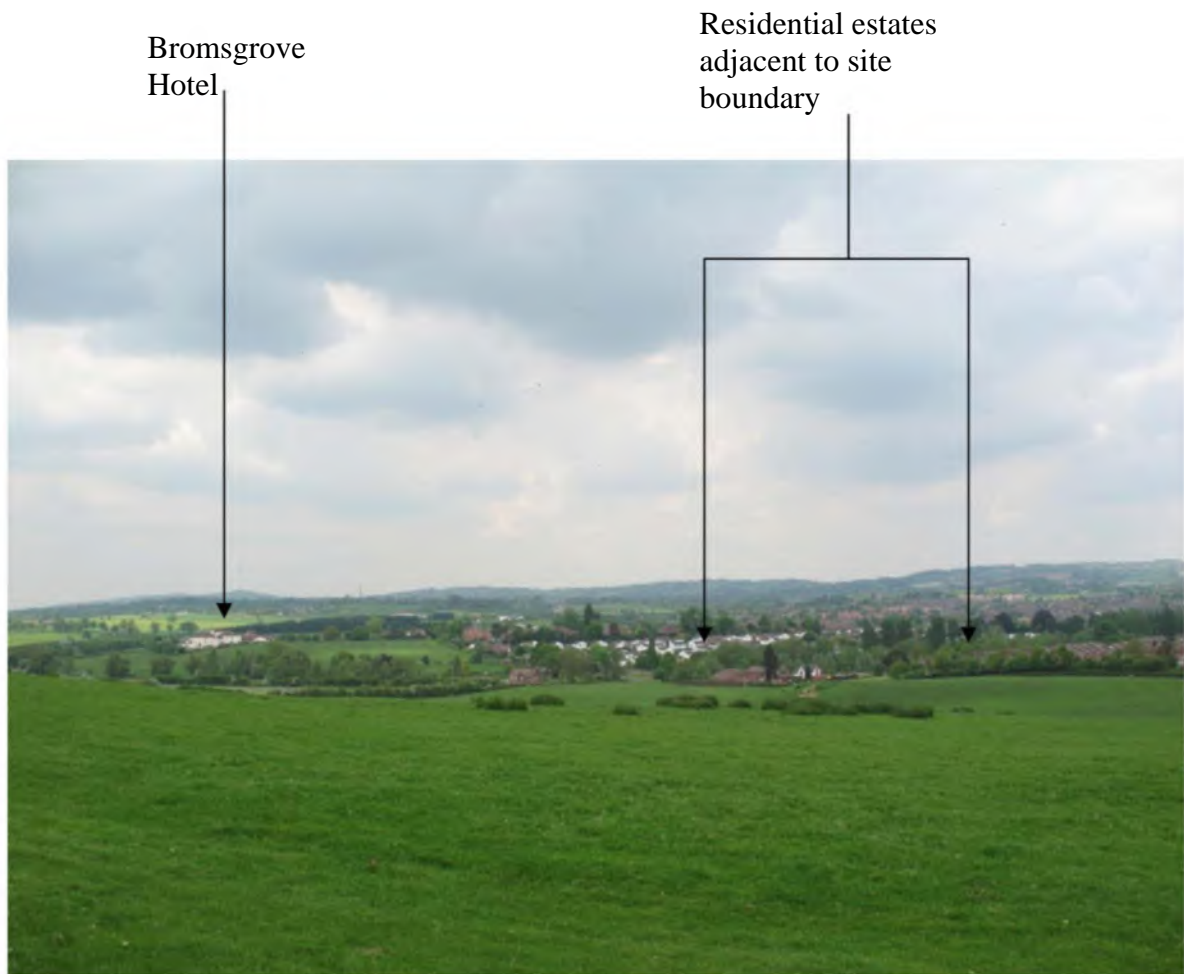 Bromsgrove
Hotel
Residential estates
adjacent to site
boundary